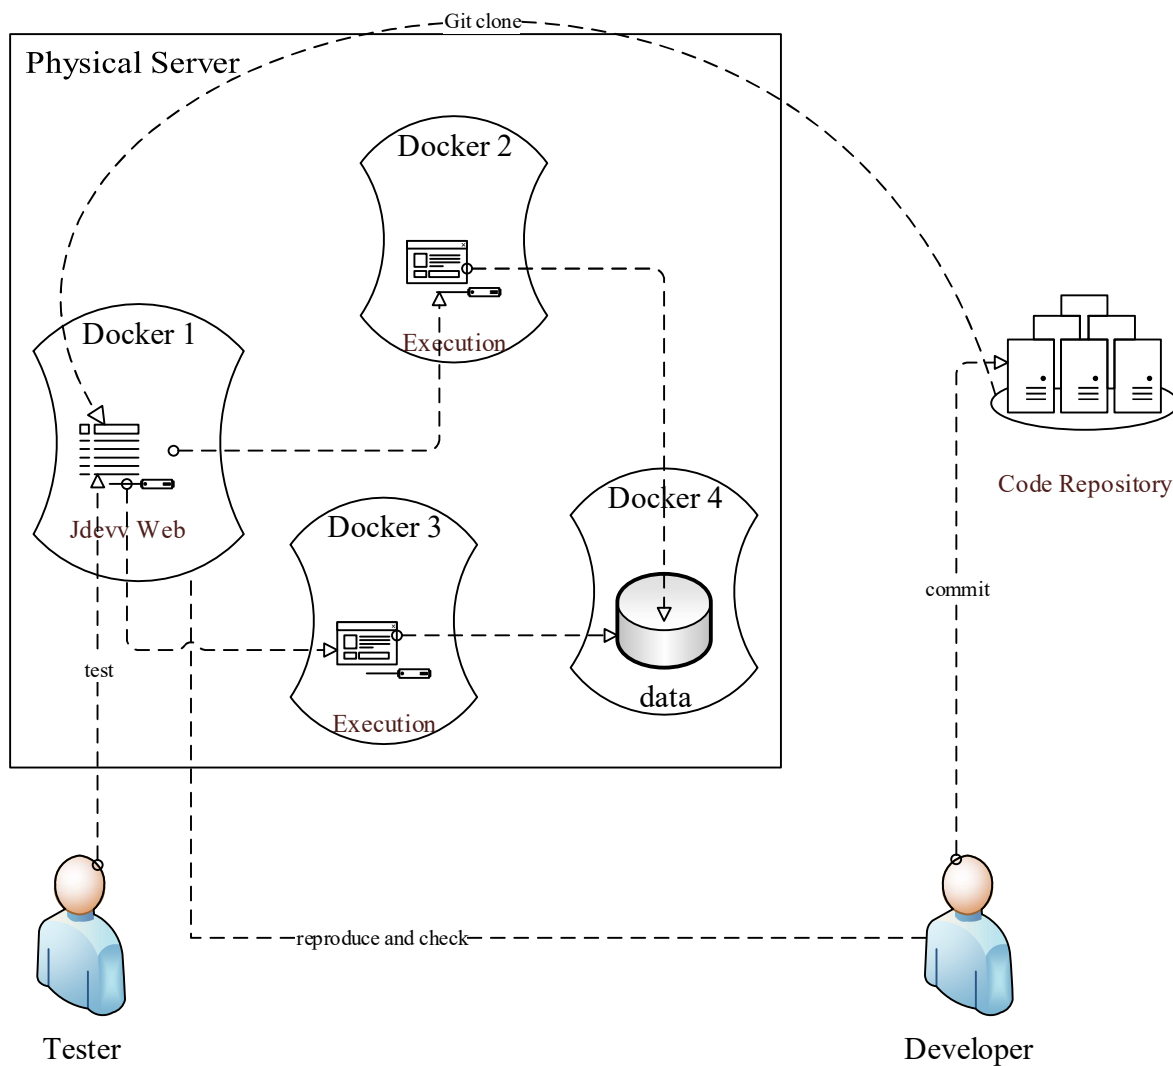 Git clone
Physical Server
Docker 2
Execution
Docker 1
Jdevv Web
Code Repository
Docker 3
Execution
Docker 4
data
commit
test
reproduce and check
Tester
Developer